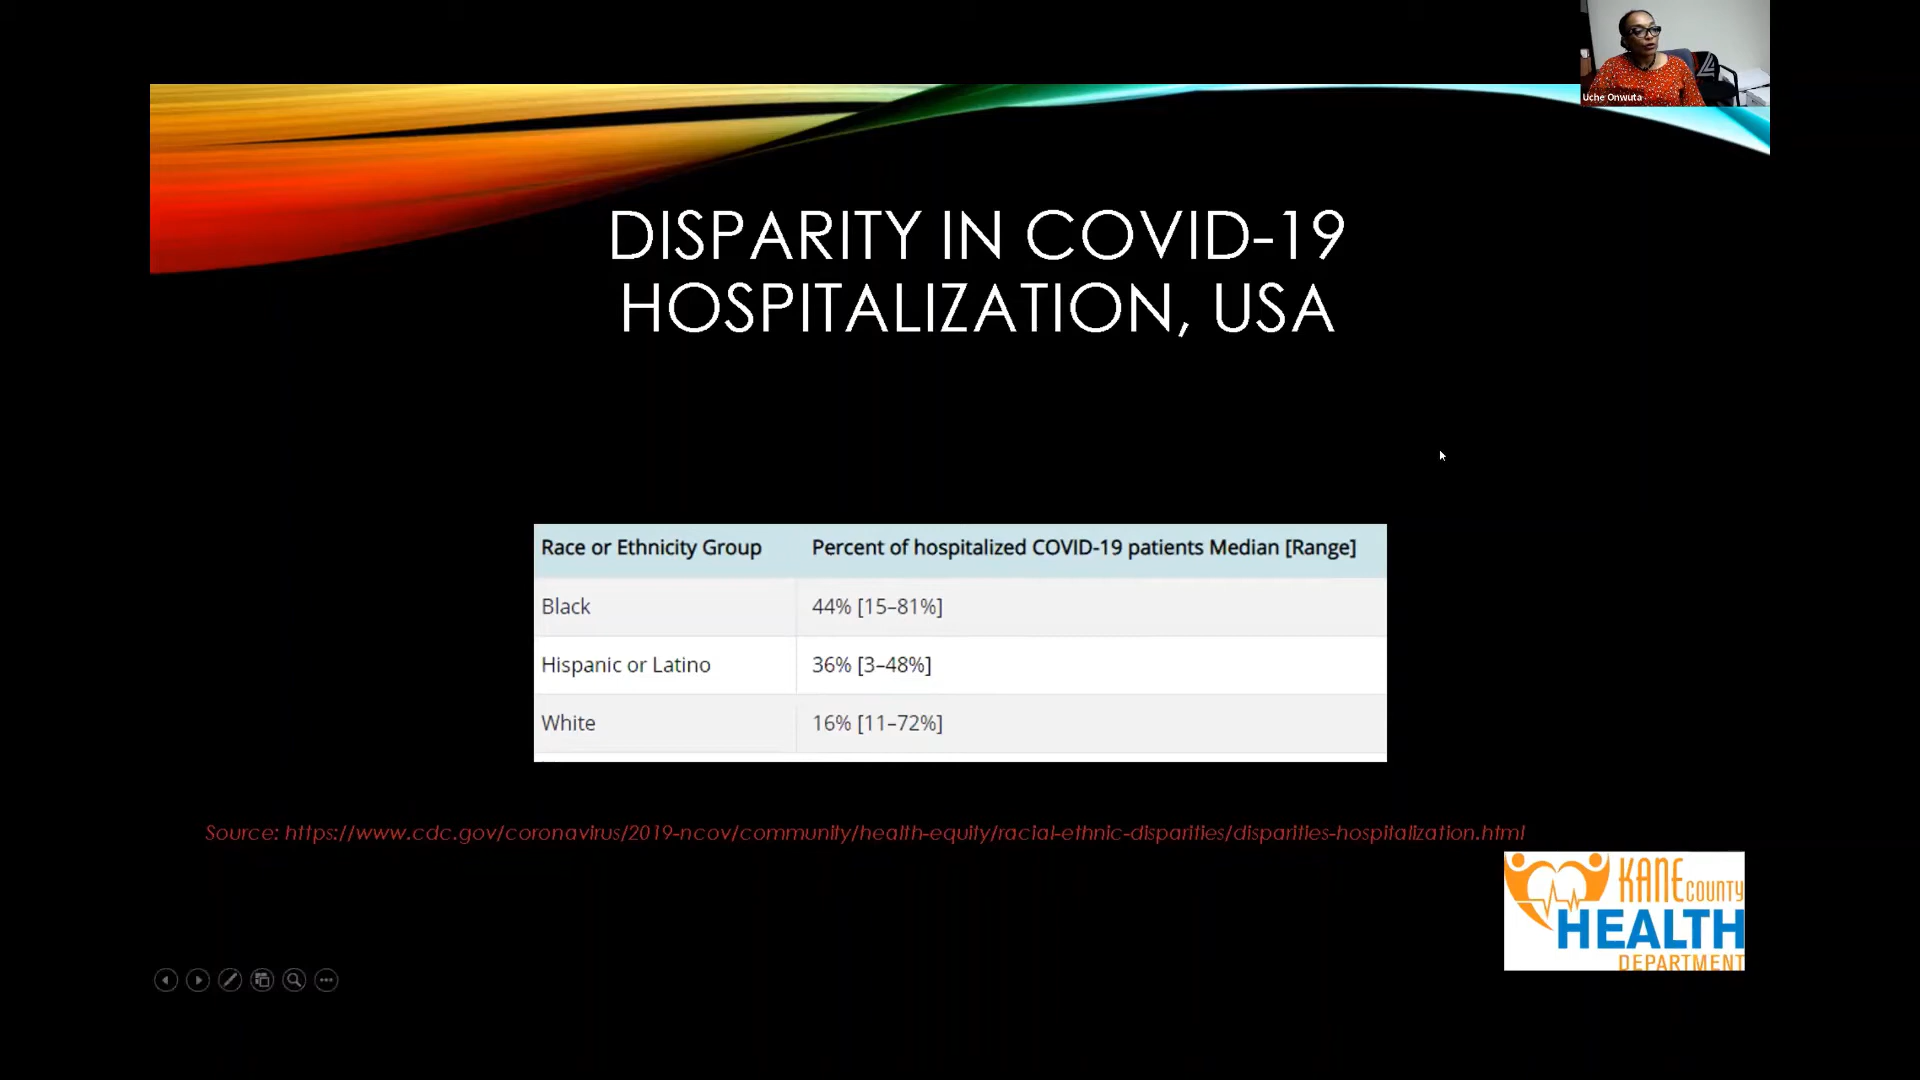 Uche Onwuta
DISPARITY IN COVID-19
HOSPITALIZATION, USA
Race or Ethnicity Group Percent of hospitalized COVID-19 patients Median [Range]
Black 44% [15–81%]
Hispanic or Latino 36% [3–48%]
White 16% [11–72%]
Source: https://www.cdc.gov/coronavirus/2019-ncov/community/health-equity/racial-ethnic-disparities/disparities-hospitalization.html
KANE COUNTY
HEALTH
DEPARTMENT